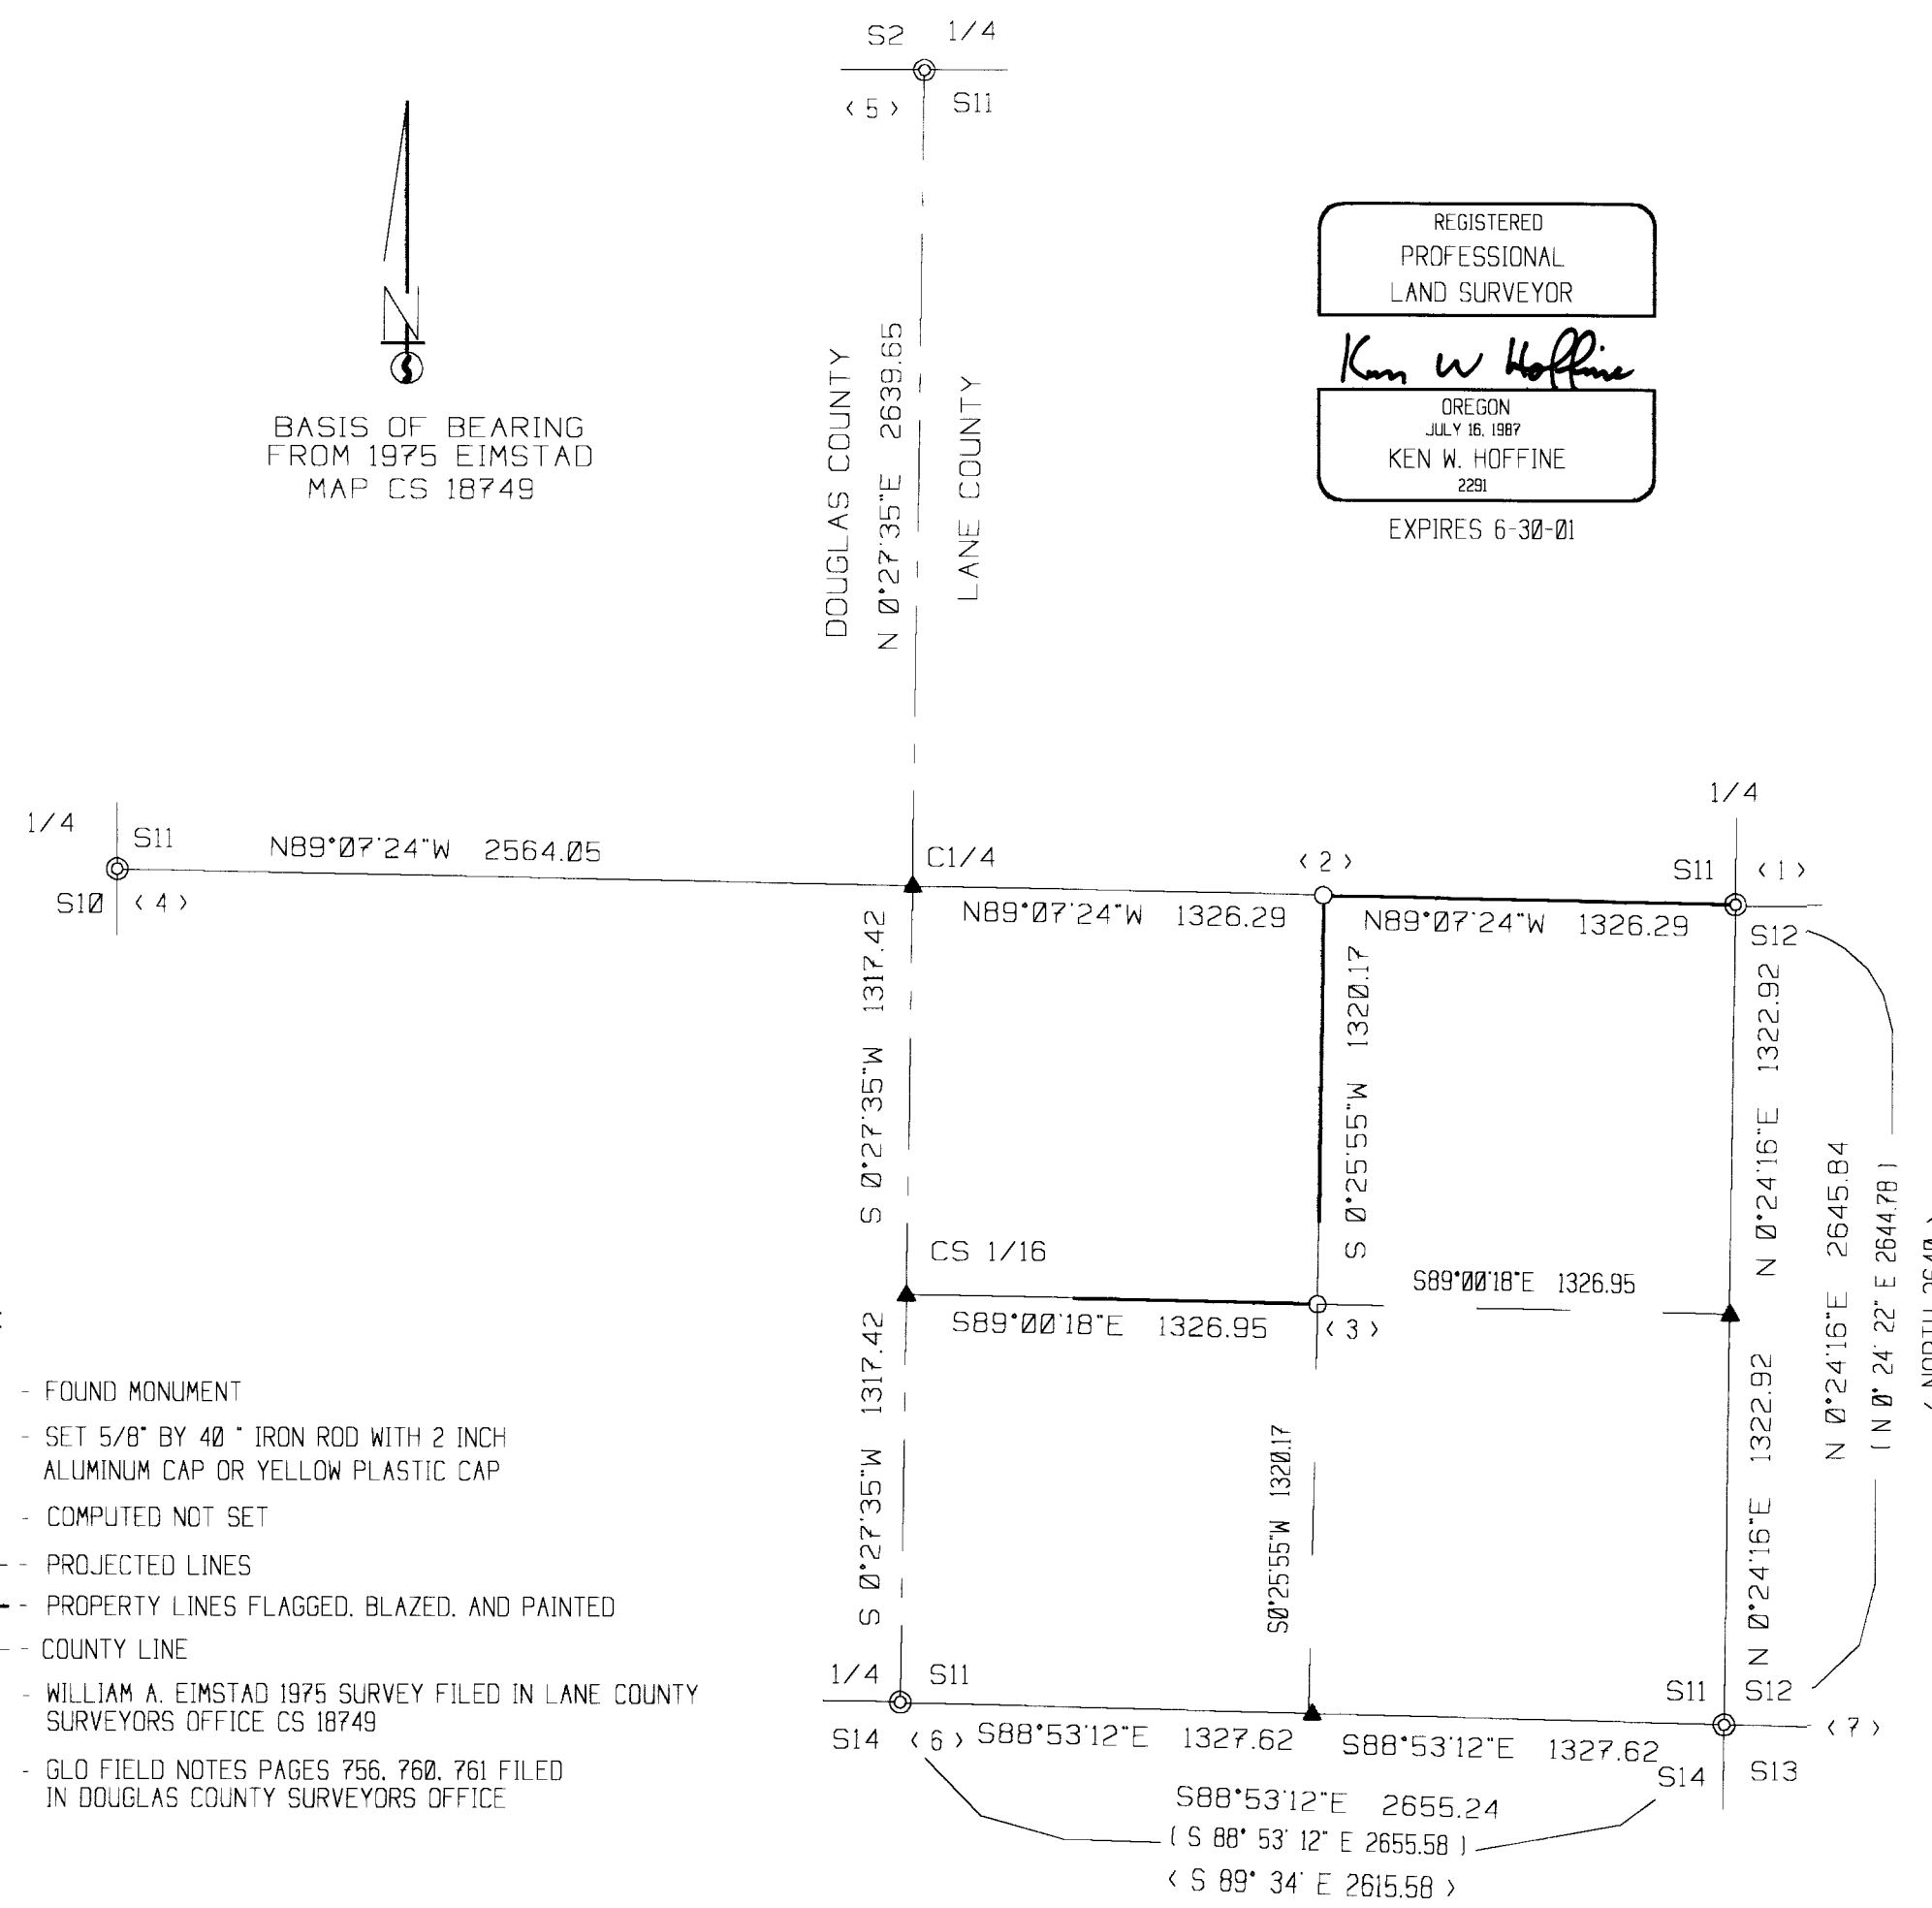 S2 1/4
< 5 > S11
BASIS OF BEARING
FROM 1975 EIMSTAD
MAP CS 18749
DOUGLAS COUNTY
N 0°27'35"E 2639.65
LANE COUNTY
REGISTERED
PROFESSIONAL
LAND SURVEYOR
Ken W Hoffine
OREGON
JULY 16, 1987
KEN W. HOFFINE
2291
EXPIRES 6-30-01
1/4 S11
N89°07'24"W 2564.05
S10 < 4 >
C1/4
< 2 >
1/4
S11 < 1 >
N89°07'24"W 1326.29
N89°07'24"W 1326.29
S12
S 0°27'35"W 1317.42
S 0°25'55"W 1320.17
N 0°24'16"E 1322.92
N 0°24'16"E 2645.84
( N 0° 24' 22" E 2644.78 )
CS 1/16
S89°00'18"E 1326.95
S89°00'18"E 1326.95
< 3 >
S 0°27'35"W 1317.42
S0°25'55"W 1320.17
N 0°24'16"E 1322.92
- FOUND MONUMENT
- SET 5/8" BY 40 " IRON ROD WITH 2 INCH
ALUMINUM CAP OR YELLOW PLASTIC CAP
- COMPUTED NOT SET
- PROJECTED LINES
- PROPERTY LINES FLAGGED, BLAZED, AND PAINTED
- COUNTY LINE
- WILLIAM A. EIMSTAD 1975 SURVEY FILED IN LANE COUNTY
SURVEYORS OFFICE CS 18749
- GLO FIELD NOTES PAGES 756, 760, 761 FILED
IN DOUGLAS COUNTY SURVEYORS OFFICE
1/4 S11
S14 < 6 >
S88°53'12"E 1327.62
S88°53'12"E 1327.62
S11 S12
< 7 >
S14 S13
S88°53'12"E 2655.24
( S 88° 53' 12" E 2655.58 )
< S 89° 34' E 2615.58 >